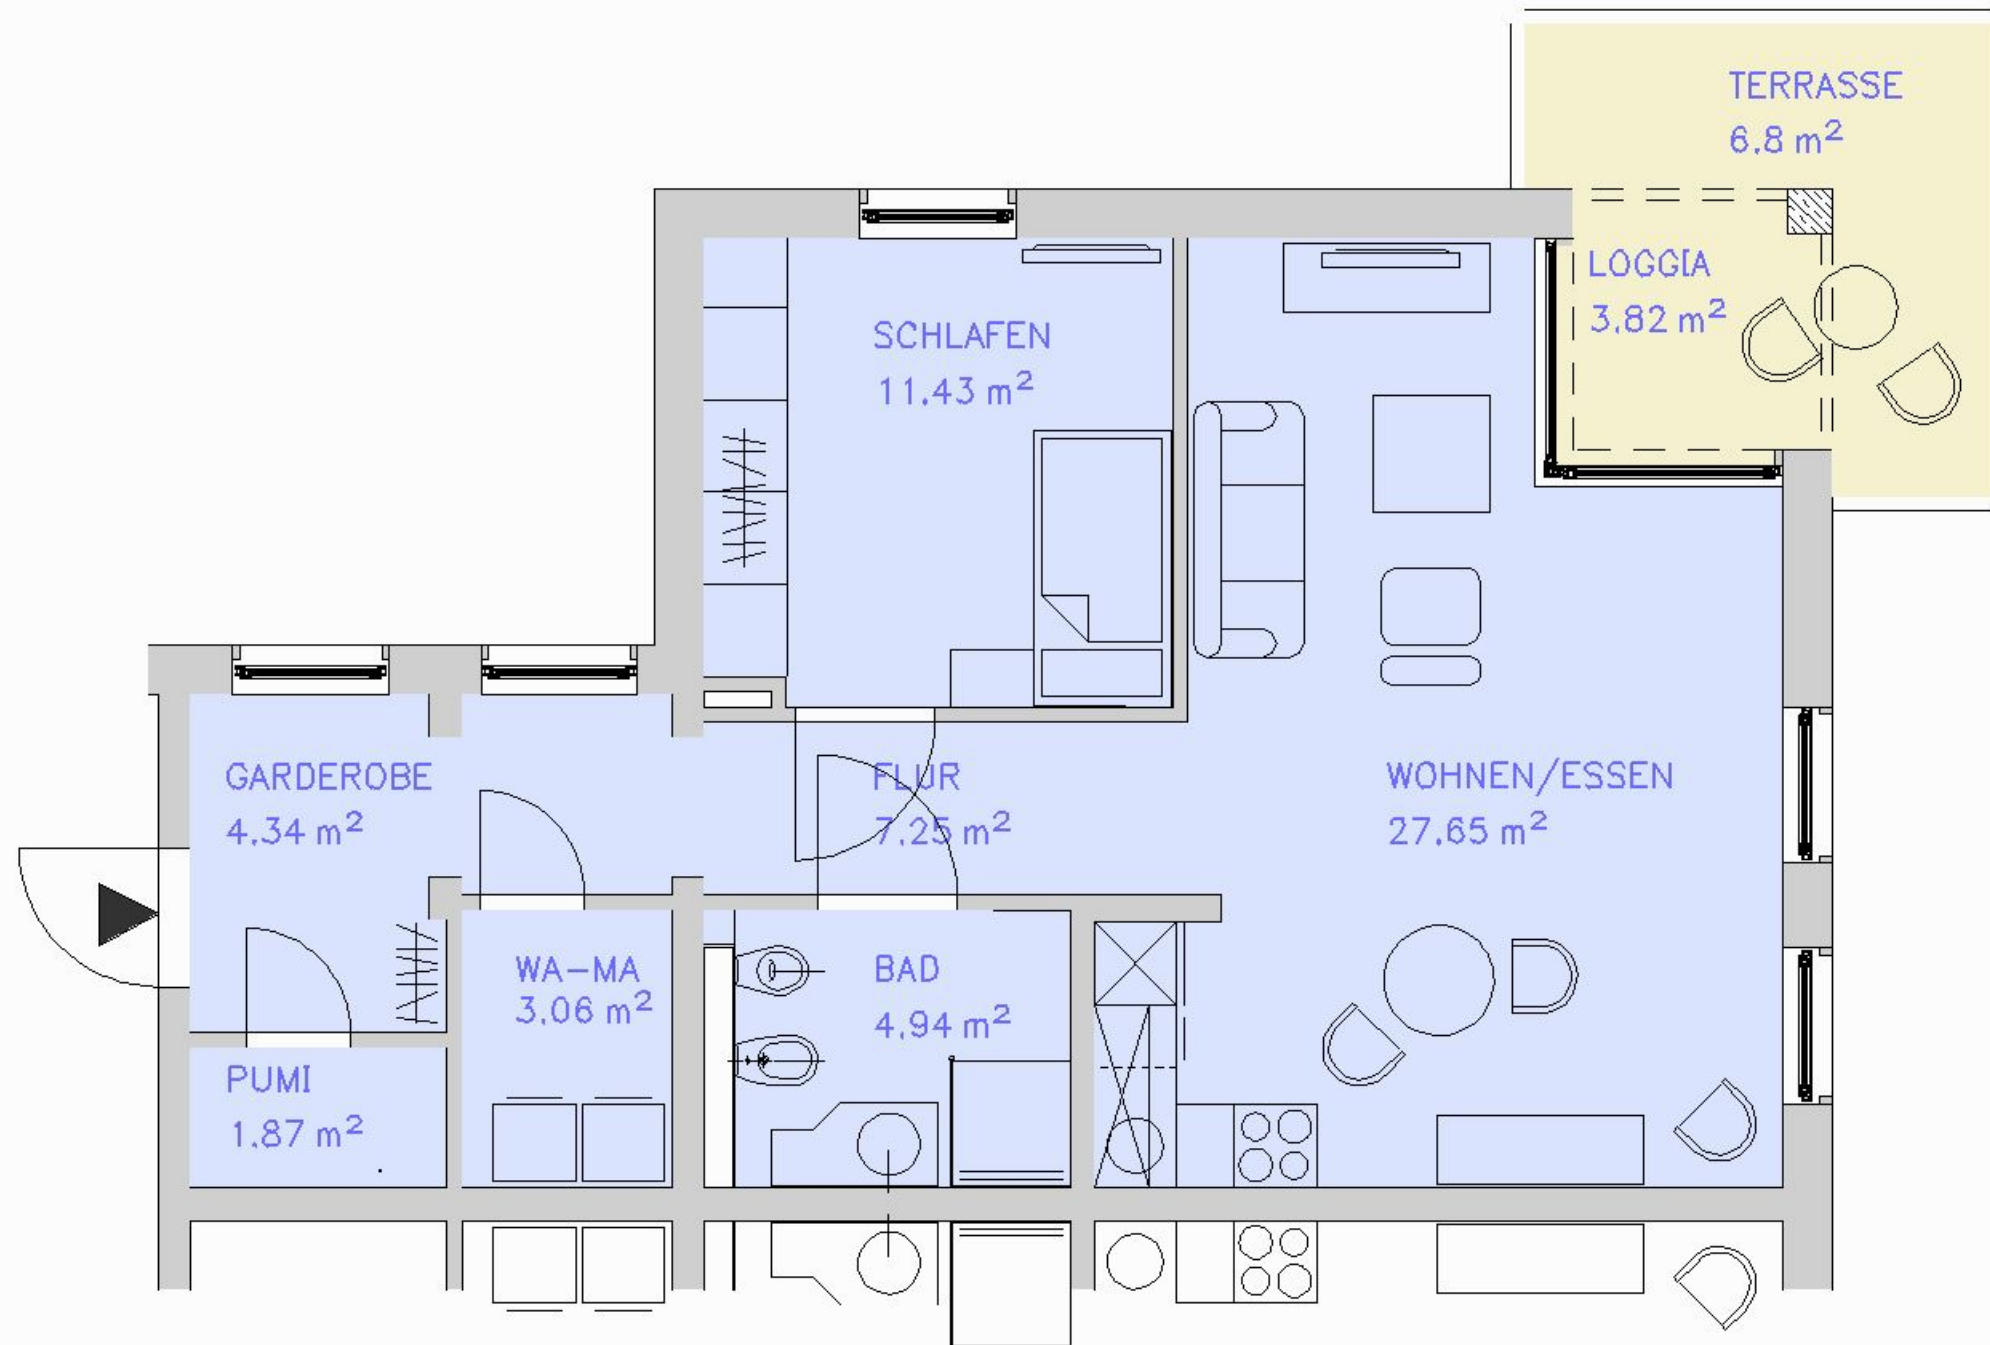 TERRASSE
6.8 m²
LOGGIA
3.82 m²
SCHLAFEN
11.43 m²
GARDEROBE
4.34 m²
FLUR
7.25 m²
WOHNEN/ESSEN
27.65 m²
WA-MA
3.06 m²
BAD
4.94 m²
PUMI
1.87 m²